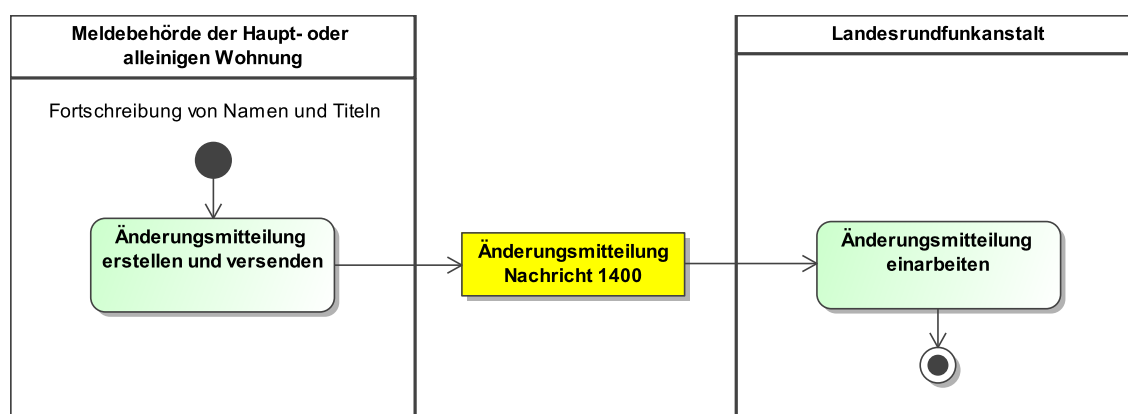 Meldebehörde der Haupt- oder
alleinigen Wohnung
Landesrundfunkanstalt
Fortschreibung von Namen und Titeln
Änderungsmitteilung
erstellen und versenden
Änderungsmitteilung
Nachricht 1400
Änderungsmitteilung
einarbeiten